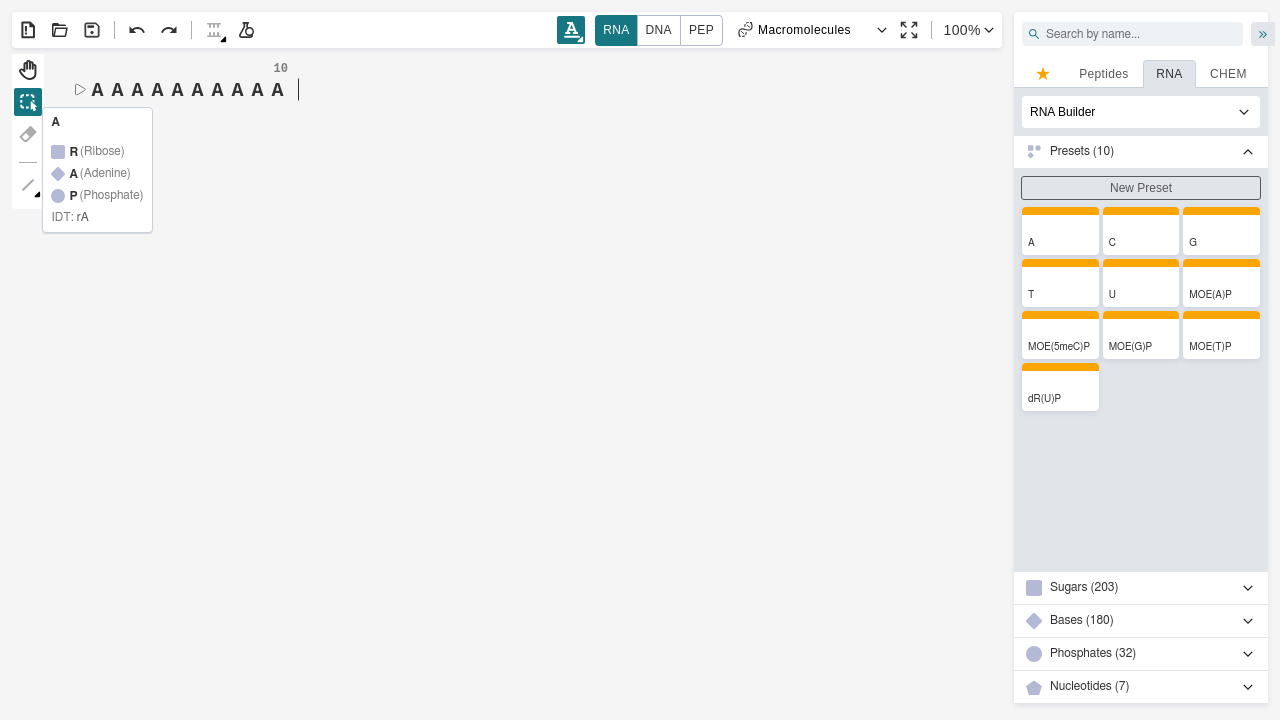 RNA DNA PEP Macromolecules 100%
Search by name...
Peptides RNA CHEM
RNA Builder
Presets (10)
New Preset
A C G
T U MOE(A)P
MOE(5meC)P MOE(G)P MOE(T)P
dR(U)P
Sugars (203)
Bases (180)
Phosphates (32)
Nucleotides (7)
10
A A A A A A A A A A
A
R (Ribose)
A (Adenine)
P (Phosphate)
IDT: rA